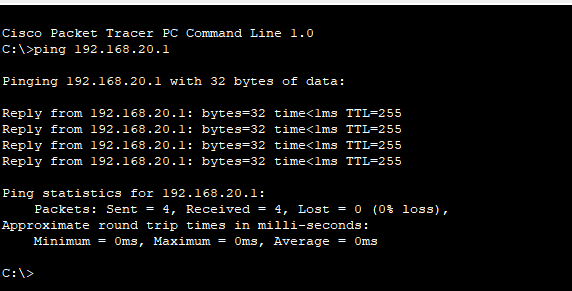 Cisco Packet Tracer PC Command Line 1.0
C:\>ping 192.168.20.1
Pinging 192.168.20.1 with 32 bytes of data:
Reply from 192.168.20.1: bytes=32 time<1ms TTL=255
Reply from 192.168.20.1: bytes=32 time<1ms TTL=255
Reply from 192.168.20.1: bytes=32 time<1ms TTL=255
Reply from 192.168.20.1: bytes=32 time<1ms TTL=255
Ping statistics for 192.168.20.1:
    Packets: Sent = 4, Received = 4, Lost = 0 (0% loss),
Approximate round trip times in milli-seconds:
    Minimum = 0ms, Maximum = 0ms, Average = 0ms
C:\>